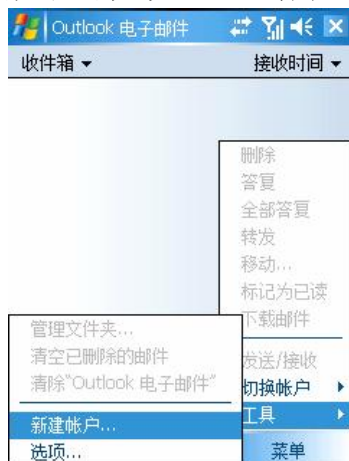 Outlook 电子邮件
收件箱 接收时间
删除
答复
全部答复
转发
移动...
标记为已读
下载邮件
发送/接收
切换帐户
工具
管理文件夹...
清空已删除的邮件
清除"Outlook 电子邮件"
新建帐户...
选项...
菜单